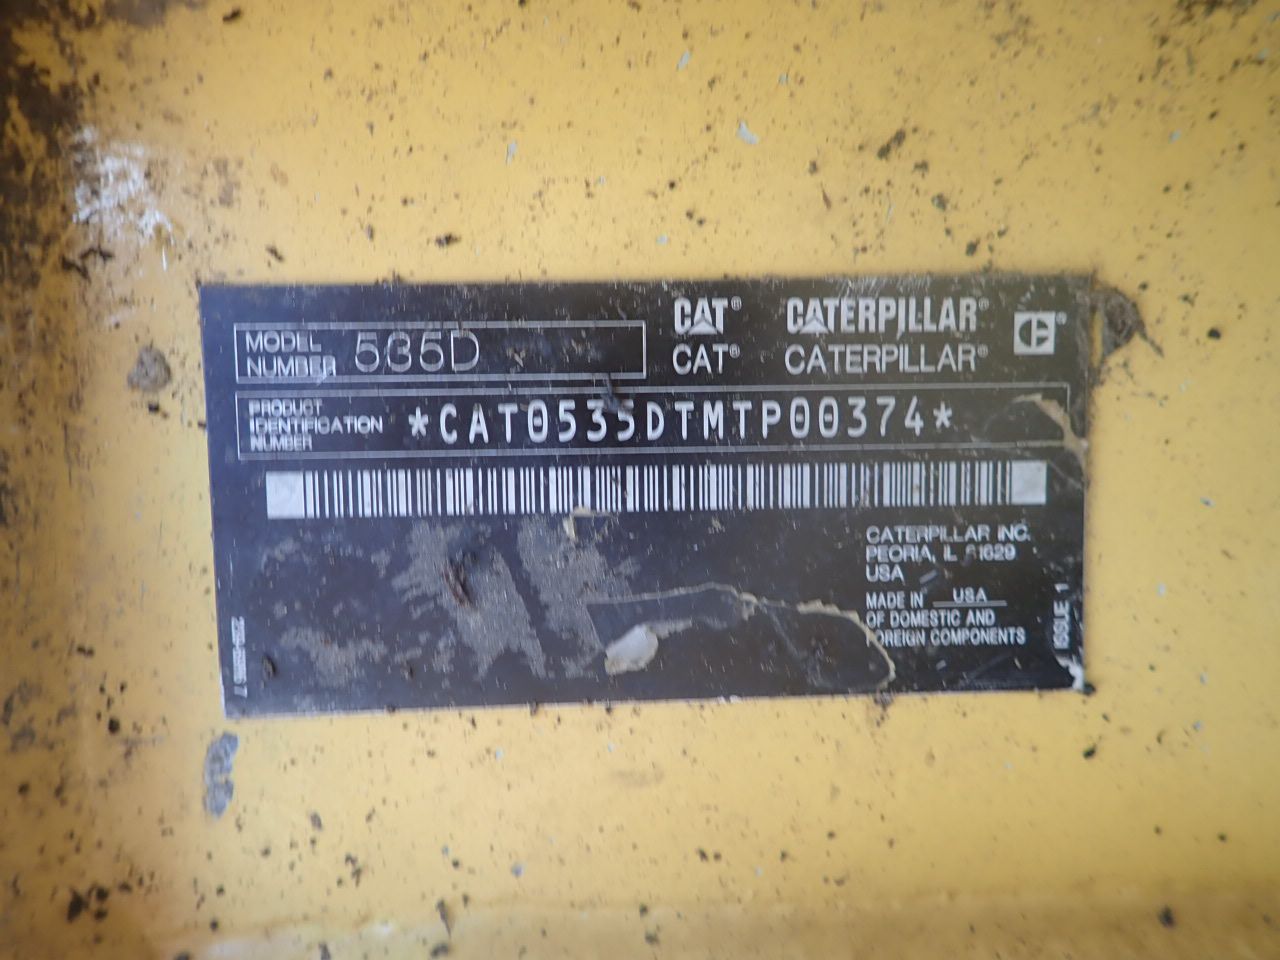 MODEL NUMBER 535D
CAT® CATERPILLAR®
CAT® CATERPILLAR®
PRODUCT
IDENTIFICATION
NUMBER
*CAT0535DTMTP00374*
CATERPILLAR INC.
PEORIA, IL 61629
USA
MADE IN USA
OF DOMESTIC AND
FOREIGN COMPONENTS
ISSUE 1